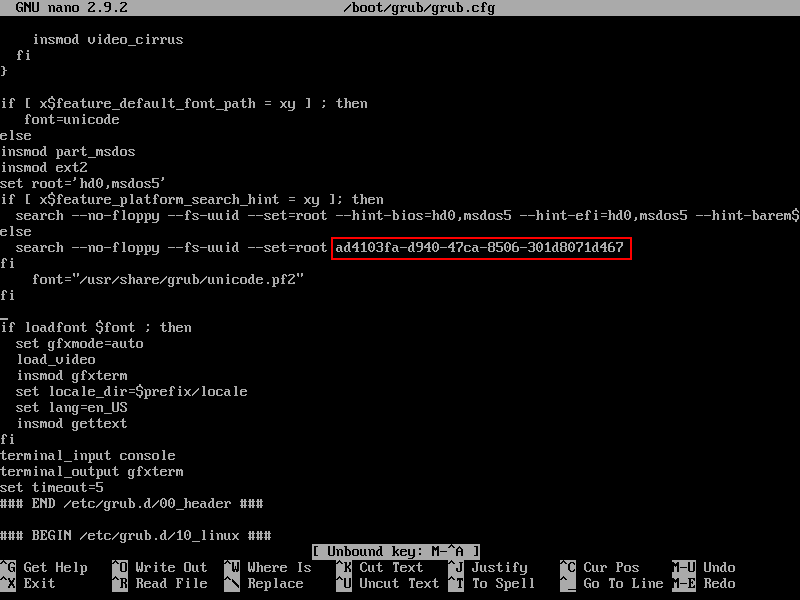 GNU nano 2.9.2 /boot/grub/grub.cfg
insmod video_cirrus
fi
}
if [ x$feature_default_font_path = xy ] ; then
font=unicode
else
insmod part_msdos
insmod ext2
set root='hd0,msdos5'
if [ x$feature_platform_search_hint = xy ]; then
search --no-floppy --fs-uuid --set=root --hint-bios=hd0,msdos5 --hint-efi=hd0,msdos5 --hint-barem$
else
search --no-floppy --fs-uuid --set=root ad4103fa-d940-47ca-8506-301d8071d467
fi
font="/usr/share/grub/unicode.pf2"
fi
if loadfont $font ; then
set gfxmode=auto
load_video
insmod gfxterm
set locale_dir=$prefix/locale
set lang=en_US
insmod gettext
fi
terminal_input console
terminal_output gfxterm
set timeout=5
### END /etc/grub.d/00_header ###
### BEGIN /etc/grub.d/10_linux ###
[ Unbound key: M-^A ]
^G Get Help ^O Write Out ^W Where Is ^K Cut Text ^J Justify ^C Cur Pos M-U Undo
^X Exit ^R Read File ^\ Replace ^U Uncut Text ^T To Spell ^_ Go To Line M-E Redo